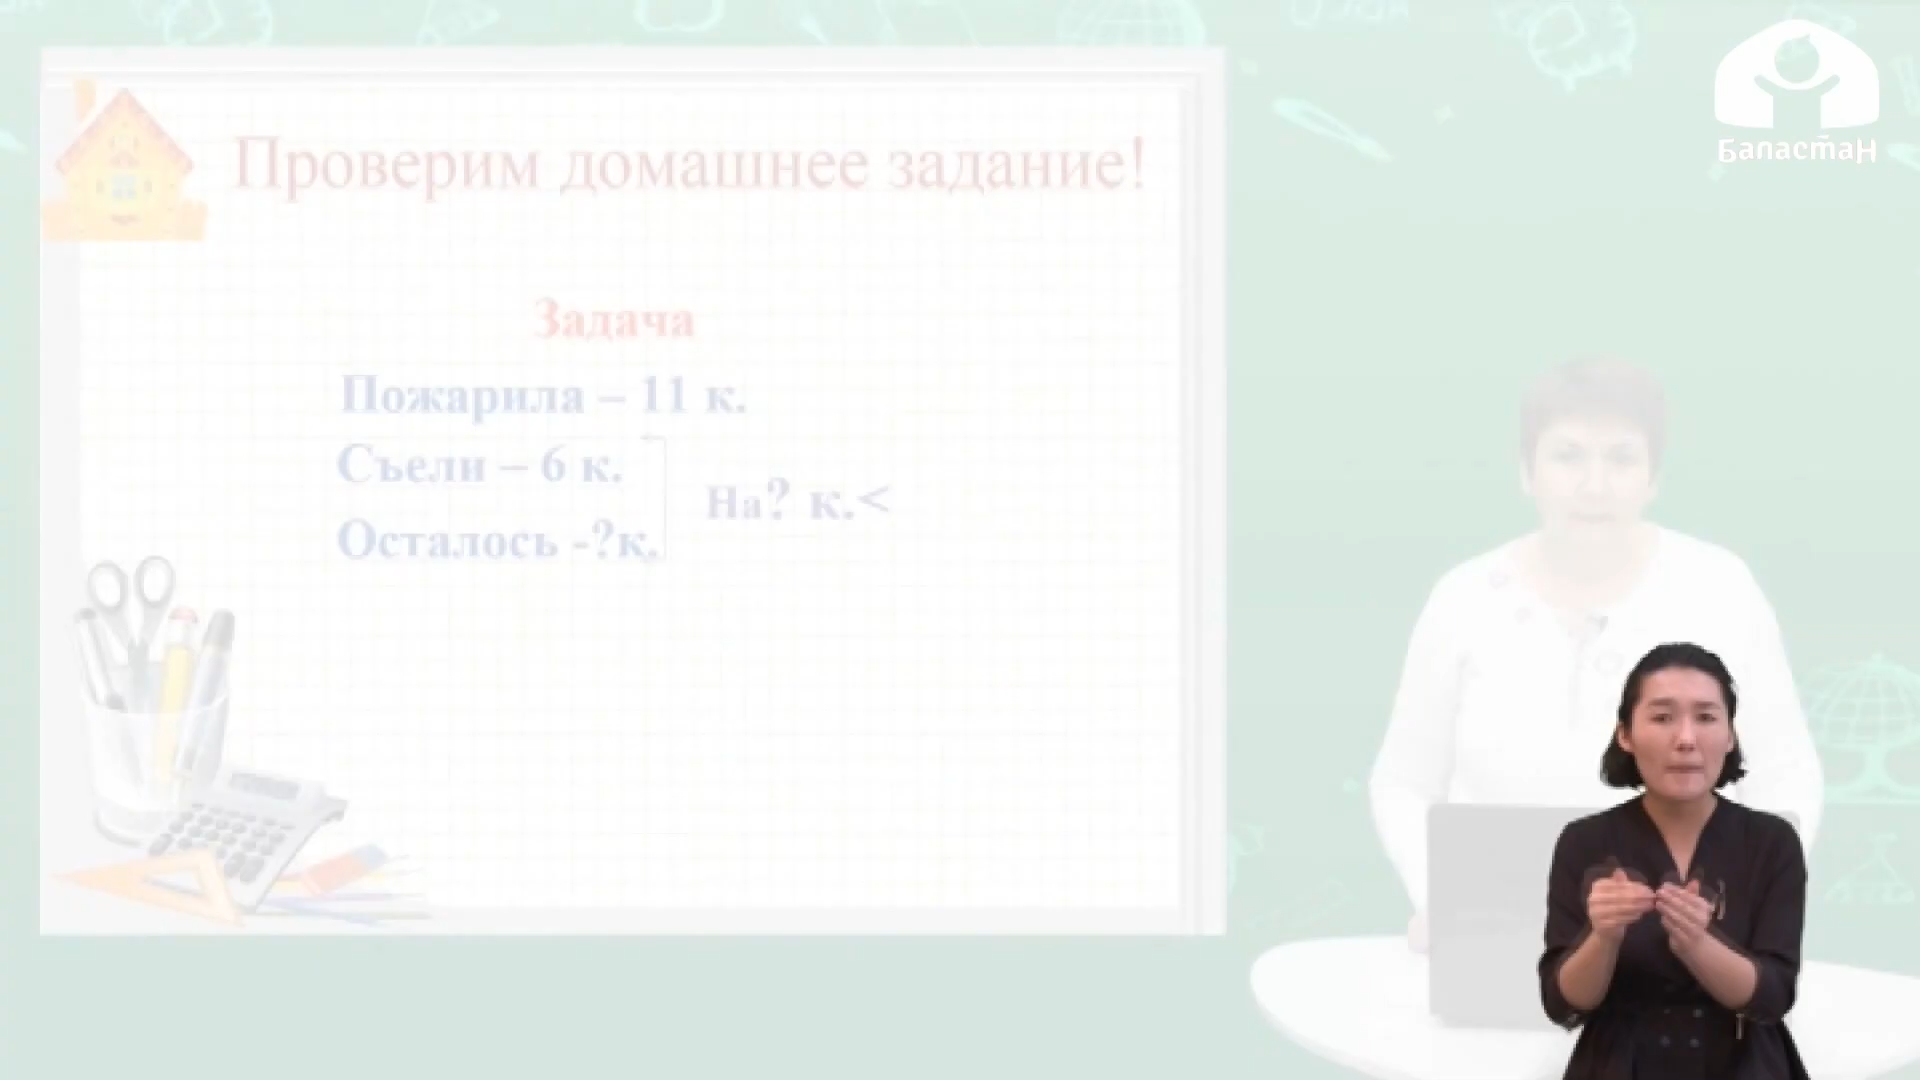 Баластан
Проверим домашнее задание!
Задача
Пожарила – 11 к.
Съели – 6 к.
На? к.<
Осталось -?к.